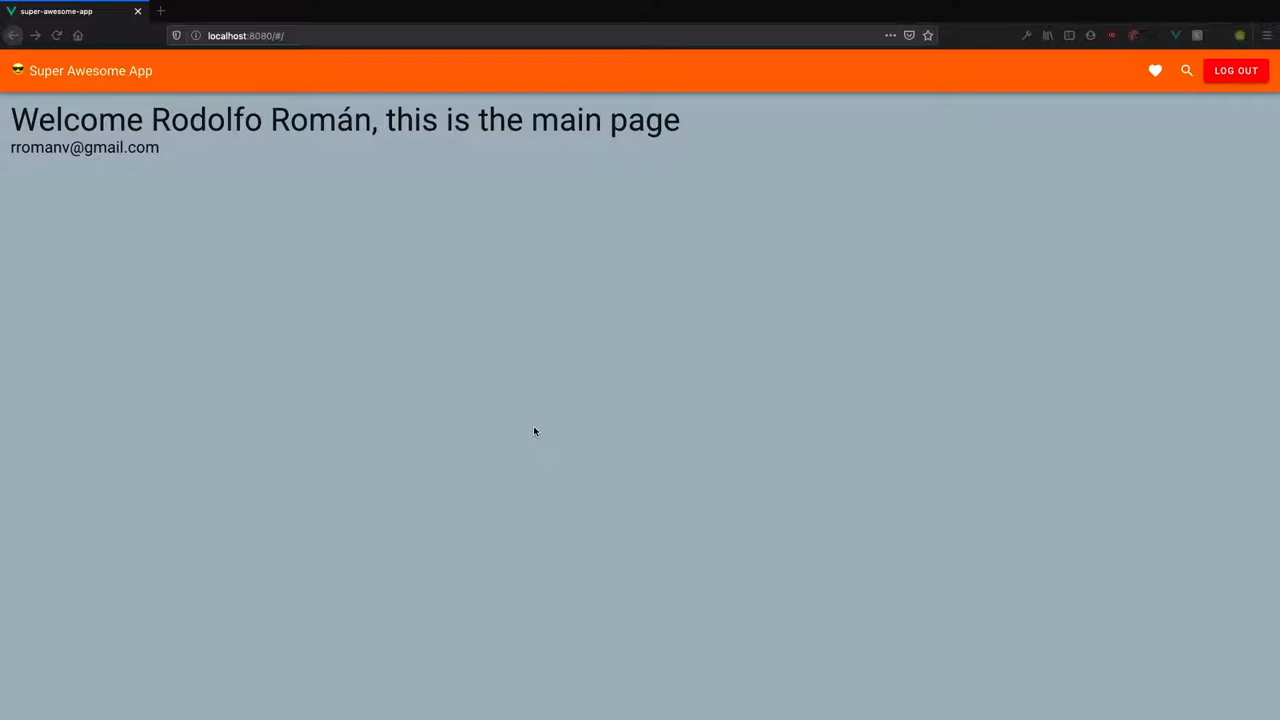 super-awesome-app
localhost:8080/#/
Super Awesome App
LOG OUT
Welcome Rodolfo Román, this is the main page
rromanv@gmail.com